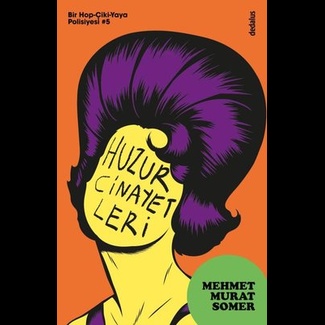 Bir Hop-Çiki-Yaya
Polisiyesi #5
dedalus
HUZUR
CİNAYET
LERİ
MEHMET
MURAT
SOMER